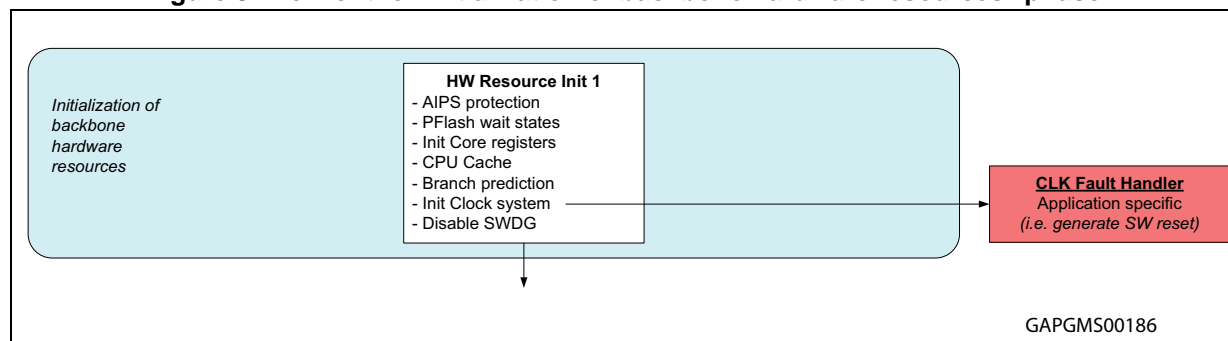 Initialization of
backbone
hardware
resources
HW Resource Init 1
- AIPS protection
- PFlash wait states
- Init Core registers
- CPU Cache
- Branch prediction
- Init Clock system
- Disable SWDG
CLK Fault Handler
Application specific
(i.e. generate SW reset)
GAPGMS00186